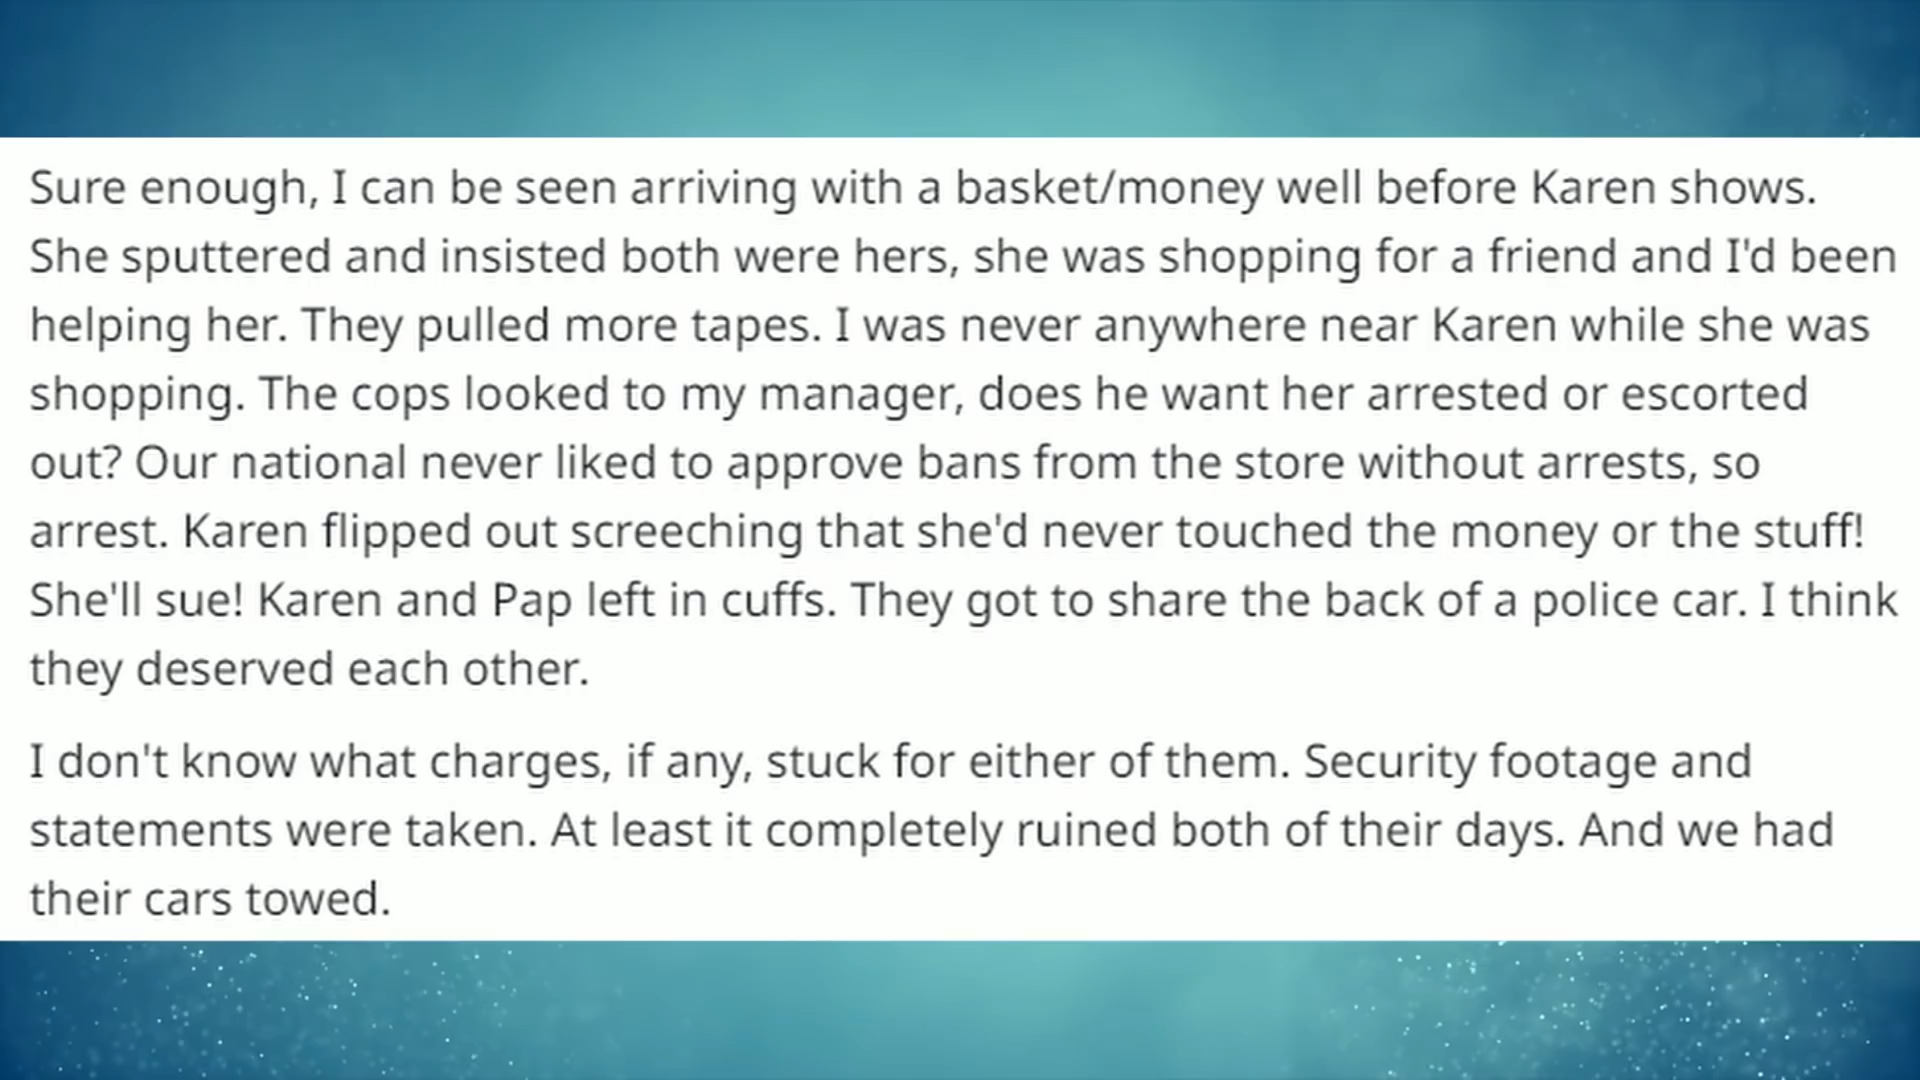 Sure enough, I can be seen arriving with a basket/money well before Karen shows.
She sputtered and insisted both were hers, she was shopping for a friend and I'd been
helping her. They pulled more tapes. I was never anywhere near Karen while she was
shopping. The cops looked to my manager, does he want her arrested or escorted
out? Our national never liked to approve bans from the store without arrests, so
arrest. Karen flipped out screeching that she'd never touched the money or the stuff!
She'll sue! Karen and Pap left in cuffs. They got to share the back of a police car. I think
they deserved each other.
I don't know what charges, if any, stuck for either of them. Security footage and
statements were taken. At least it completely ruined both of their days. And we had
their cars towed.